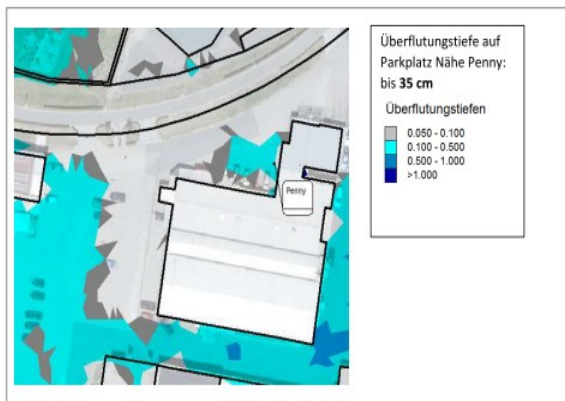 Überflutungstiefe auf
Parkplatz Nähe Penny:
bis 35 cm
Überflutungstiefen
0.050 - 0.100
0.100 - 0.500
0.500 - 1.000
>1.000
Penny